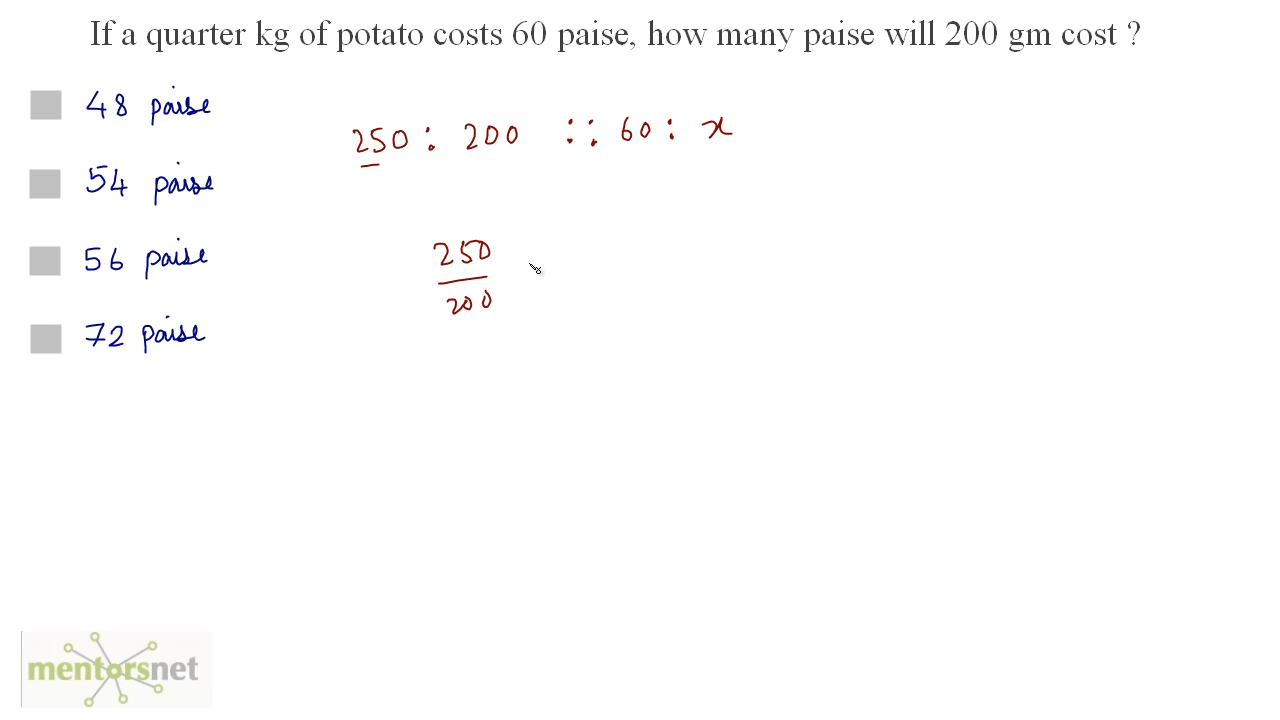 If a quarter kg of potato costs 60 paise, how many paise will 200 gm cost ?
48 paise
250 : 200 :: 60 : x
54 paise
56 paise
250
200
72 paise
mentorsnet